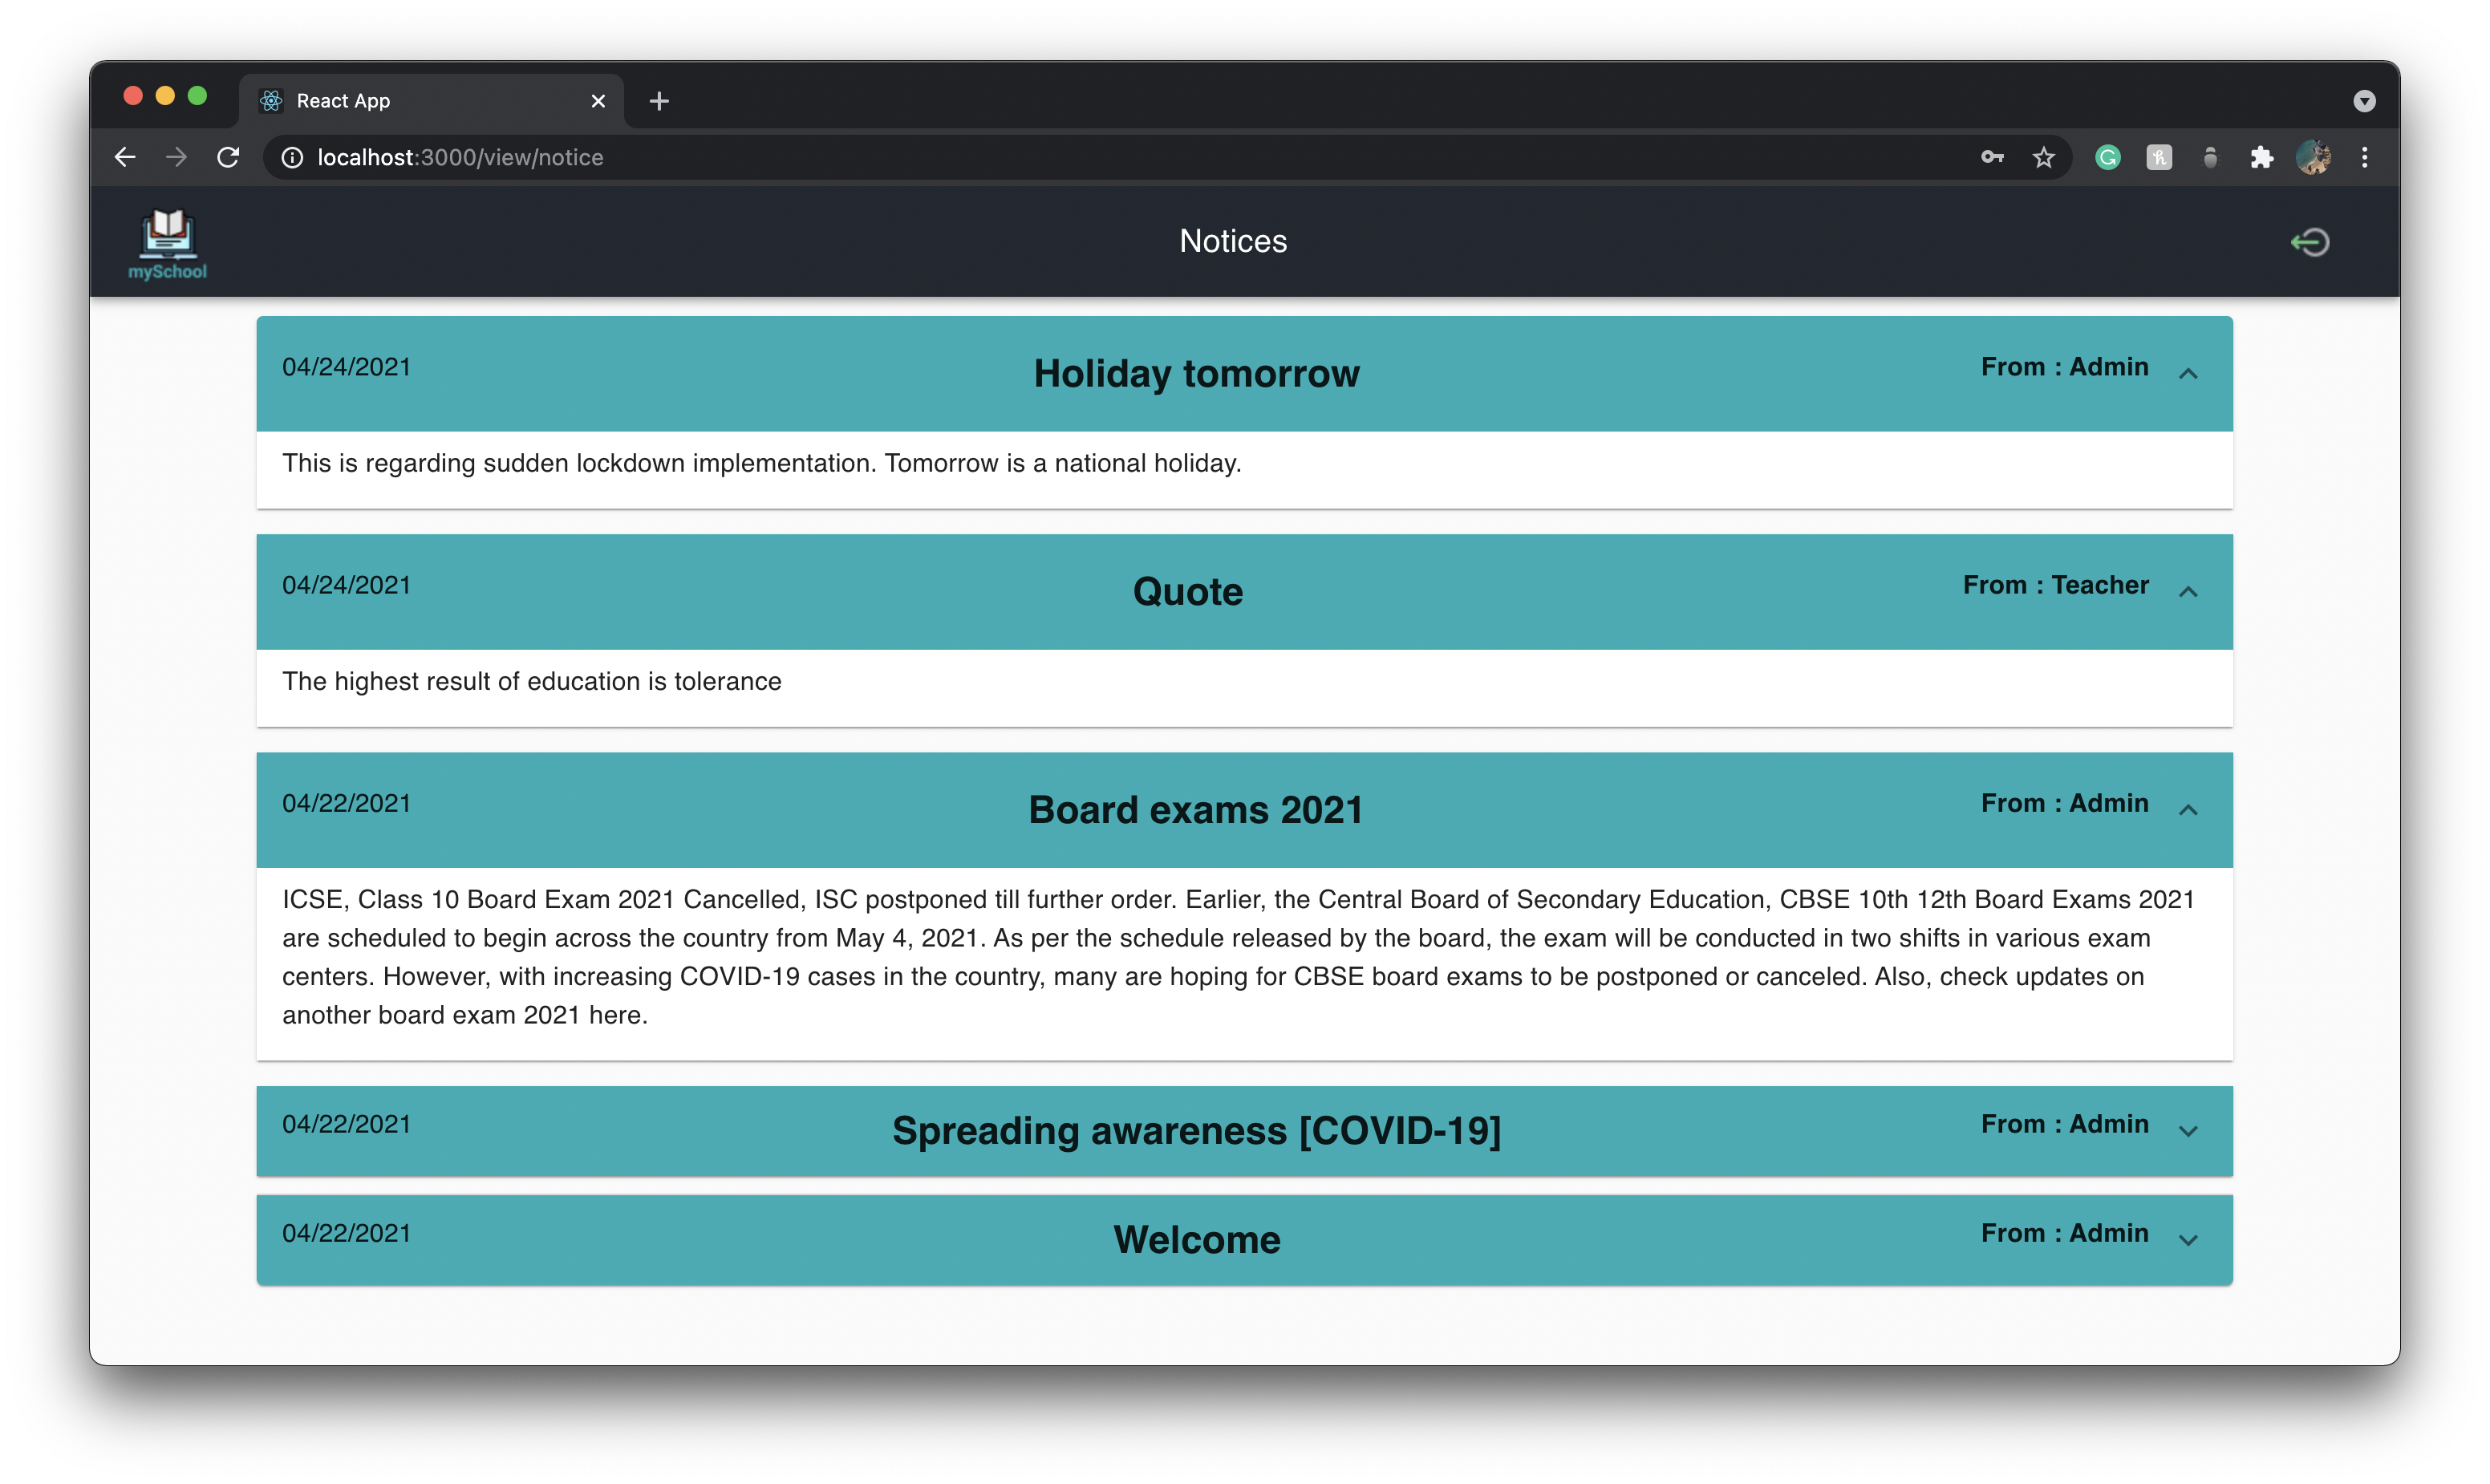 React App
localhost:3000/view/notice
mySchool
Notices
04/24/2021 Holiday tomorrow From : Admin
This is regarding sudden lockdown implementation. Tomorrow is a national holiday.
04/24/2021 Quote From : Teacher
The highest result of education is tolerance
04/22/2021 Board exams 2021 From : Admin
ICSE, Class 10 Board Exam 2021 Cancelled, ISC postponed till further order. Earlier, the Central Board of Secondary Education, CBSE 10th 12th Board Exams 2021
are scheduled to begin across the country from May 4, 2021. As per the schedule released by the board, the exam will be conducted in two shifts in various exam
centers. However, with increasing COVID-19 cases in the country, many are hoping for CBSE board exams to be postponed or canceled. Also, check updates on
another board exam 2021 here.
04/22/2021 Spreading awareness [COVID-19] From : Admin
04/22/2021 Welcome From : Admin